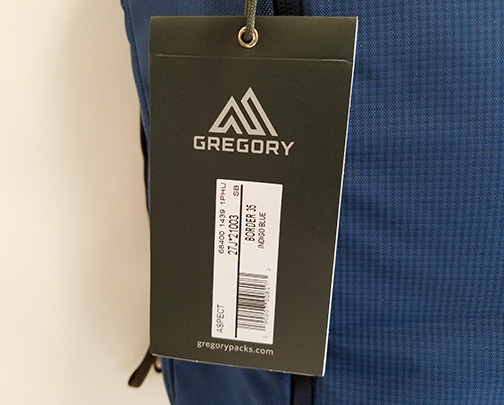 GREGORY
ASPECT
68400 1439 1PHU
27J*21003
SB
BORDER 35
INDIGO BLUE
gregorypacks.com